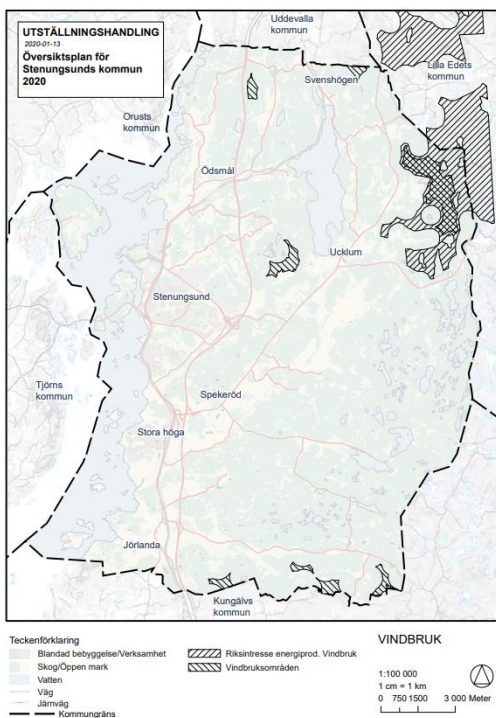 UTSTÄLLNINGSHANDLING
2020-01-13
Översiktsplan för
Stenungsunds kommun
2020
Uddevalla
kommun
Lilla Edets
kommun
Svenshögen
Orusts
kommun
Ödsmål
Ucklum
Stenungsund
Tjörns
kommun
Spekeröd
Stora höga
Jörlanda
Kungälvs
kommun
Teckenförklaring
Blandad bebyggelse/Verksamhet
Skog/Öppen mark
Vatten
Väg
Järnväg
Kommungräns
Riksintresse energiprod. Vindbruk
Vindbruksområden
VINDBRUK
1:100 000
1 cm = 1 km
0 750 1500 3 000 Meter